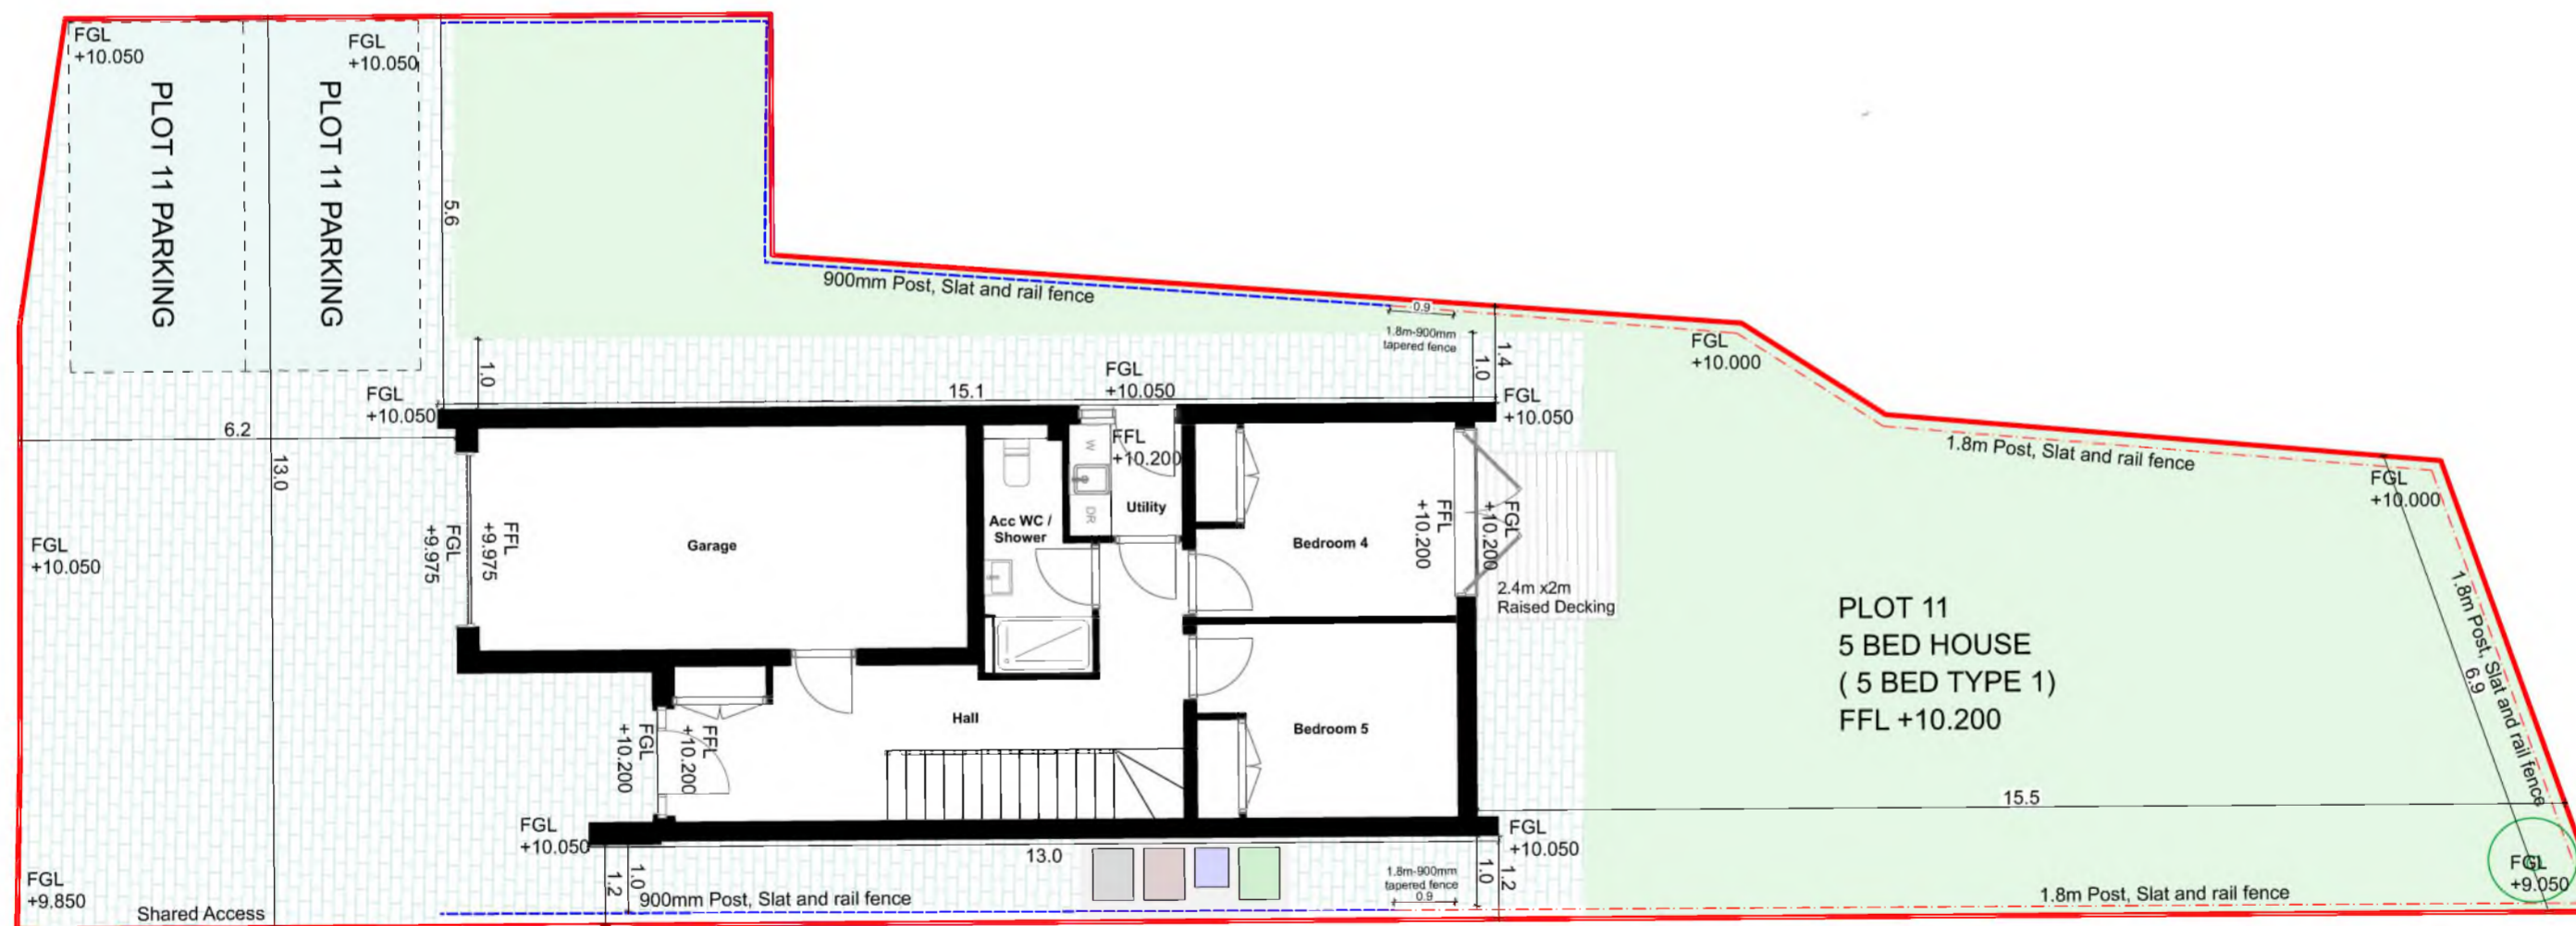 FGL
+10.050
FGL
+10.050
PLOT 11 PARKING
PLOT 11 PARKING
5.6
900mm Post, Slat and rail fence
0.9
1.8m-900mm
tapered fence
1.0
1.4
FGL
+10.000
1.0
FGL
+10.050
15.1
FGL
+10.050
FGL
+10.050
6.2
13.0
1.8m Post, Slat and rail fence
FGL
+10.000
W
FFL
+10.200
DR
Utility
Acc WC /
Shower
Garage
FFL
+9.975
FGL
+9.975
FGL
+10.050
Bedroom 4
FFL
+10.200
FGL
+10.200
2.4m x2m
Raised Decking
PLOT 11
5 BED HOUSE
( 5 BED TYPE 1)
FFL +10.200
1.8m Post, Slat and rail fence
6.9
Hall
Bedroom 5
FFL
+10.200
FGL
+10.200
15.5
FGL
+10.050
13.0
FGL
+10.050
1.2
1.0
900mm Post, Slat and rail fence
1.8m-900mm
tapered fence
0.9
1.0
1.2
FGL
+9.850
Shared Access
1.8m Post, Slat and rail fence
FGL
+9.050